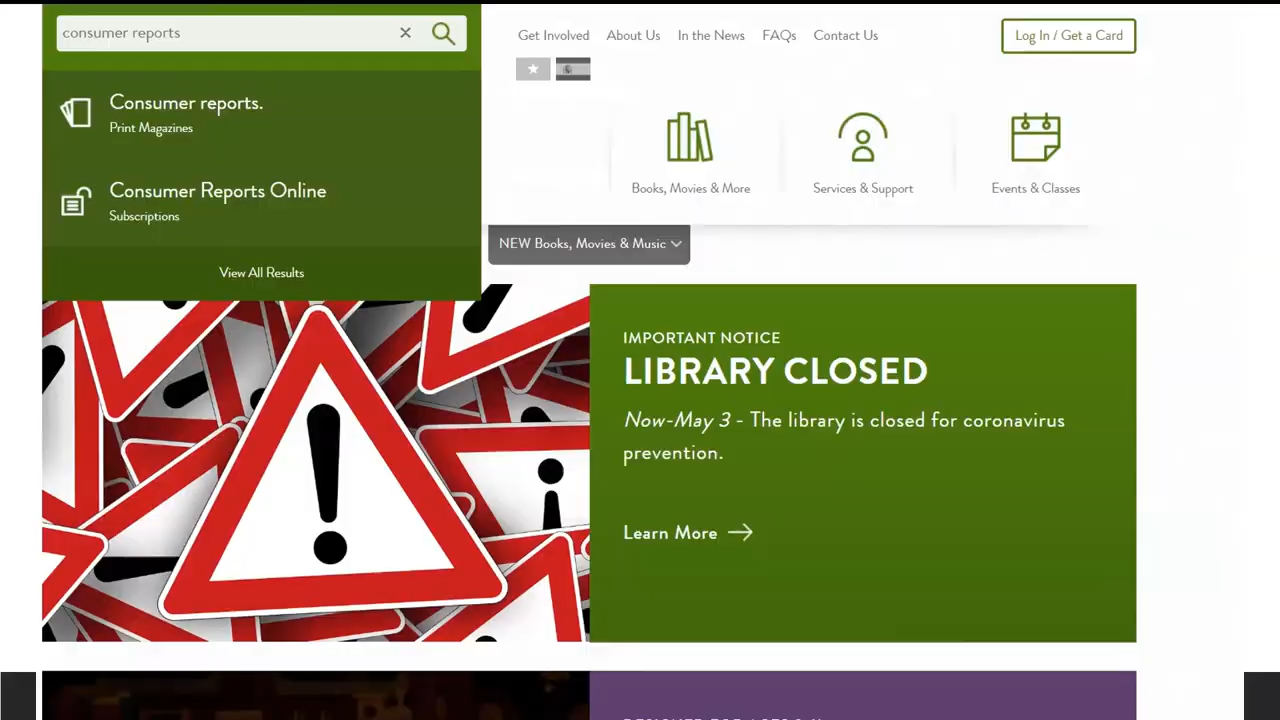 consumer reports
Consumer reports.
Print Magazines
Consumer Reports Online
Subscriptions
View All Results
Get Involved
About Us
In the News
FAQs
Contact Us
Log In / Get a Card
Books, Movies & More
Services & Support
Events & Classes
NEW Books, Movies & Music
IMPORTANT NOTICE
LIBRARY CLOSED
Now-May 3 - The library is closed for coronavirus
prevention.
Learn More